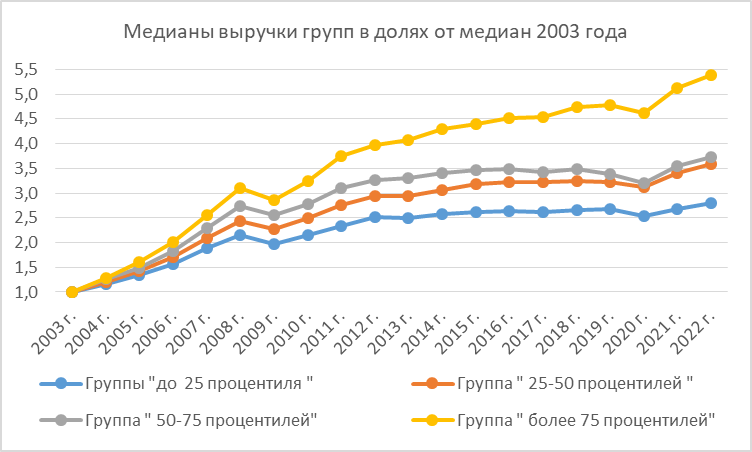 Медианы выручки групп в долях от медиан 2003 года
5,5
5,0
4,5
4,0
3,5
3,0
2,5
2,0
1,5
1,0
2003 г.
2004 г.
2005 г.
2006 г.
2007 г.
2008 г.
2009 г.
2010 г.
2011 г.
2012 г.
2013 г.
2014 г.
2015 г.
2016 г.
2017 г.
2018 г.
2019 г.
2020 г.
2021 г.
2022 г.
Группы "до 25 процентиля "
Группа " 25-50 процентилей "
Группа " 50-75 процентилей"
Группа " более 75 процентилей"